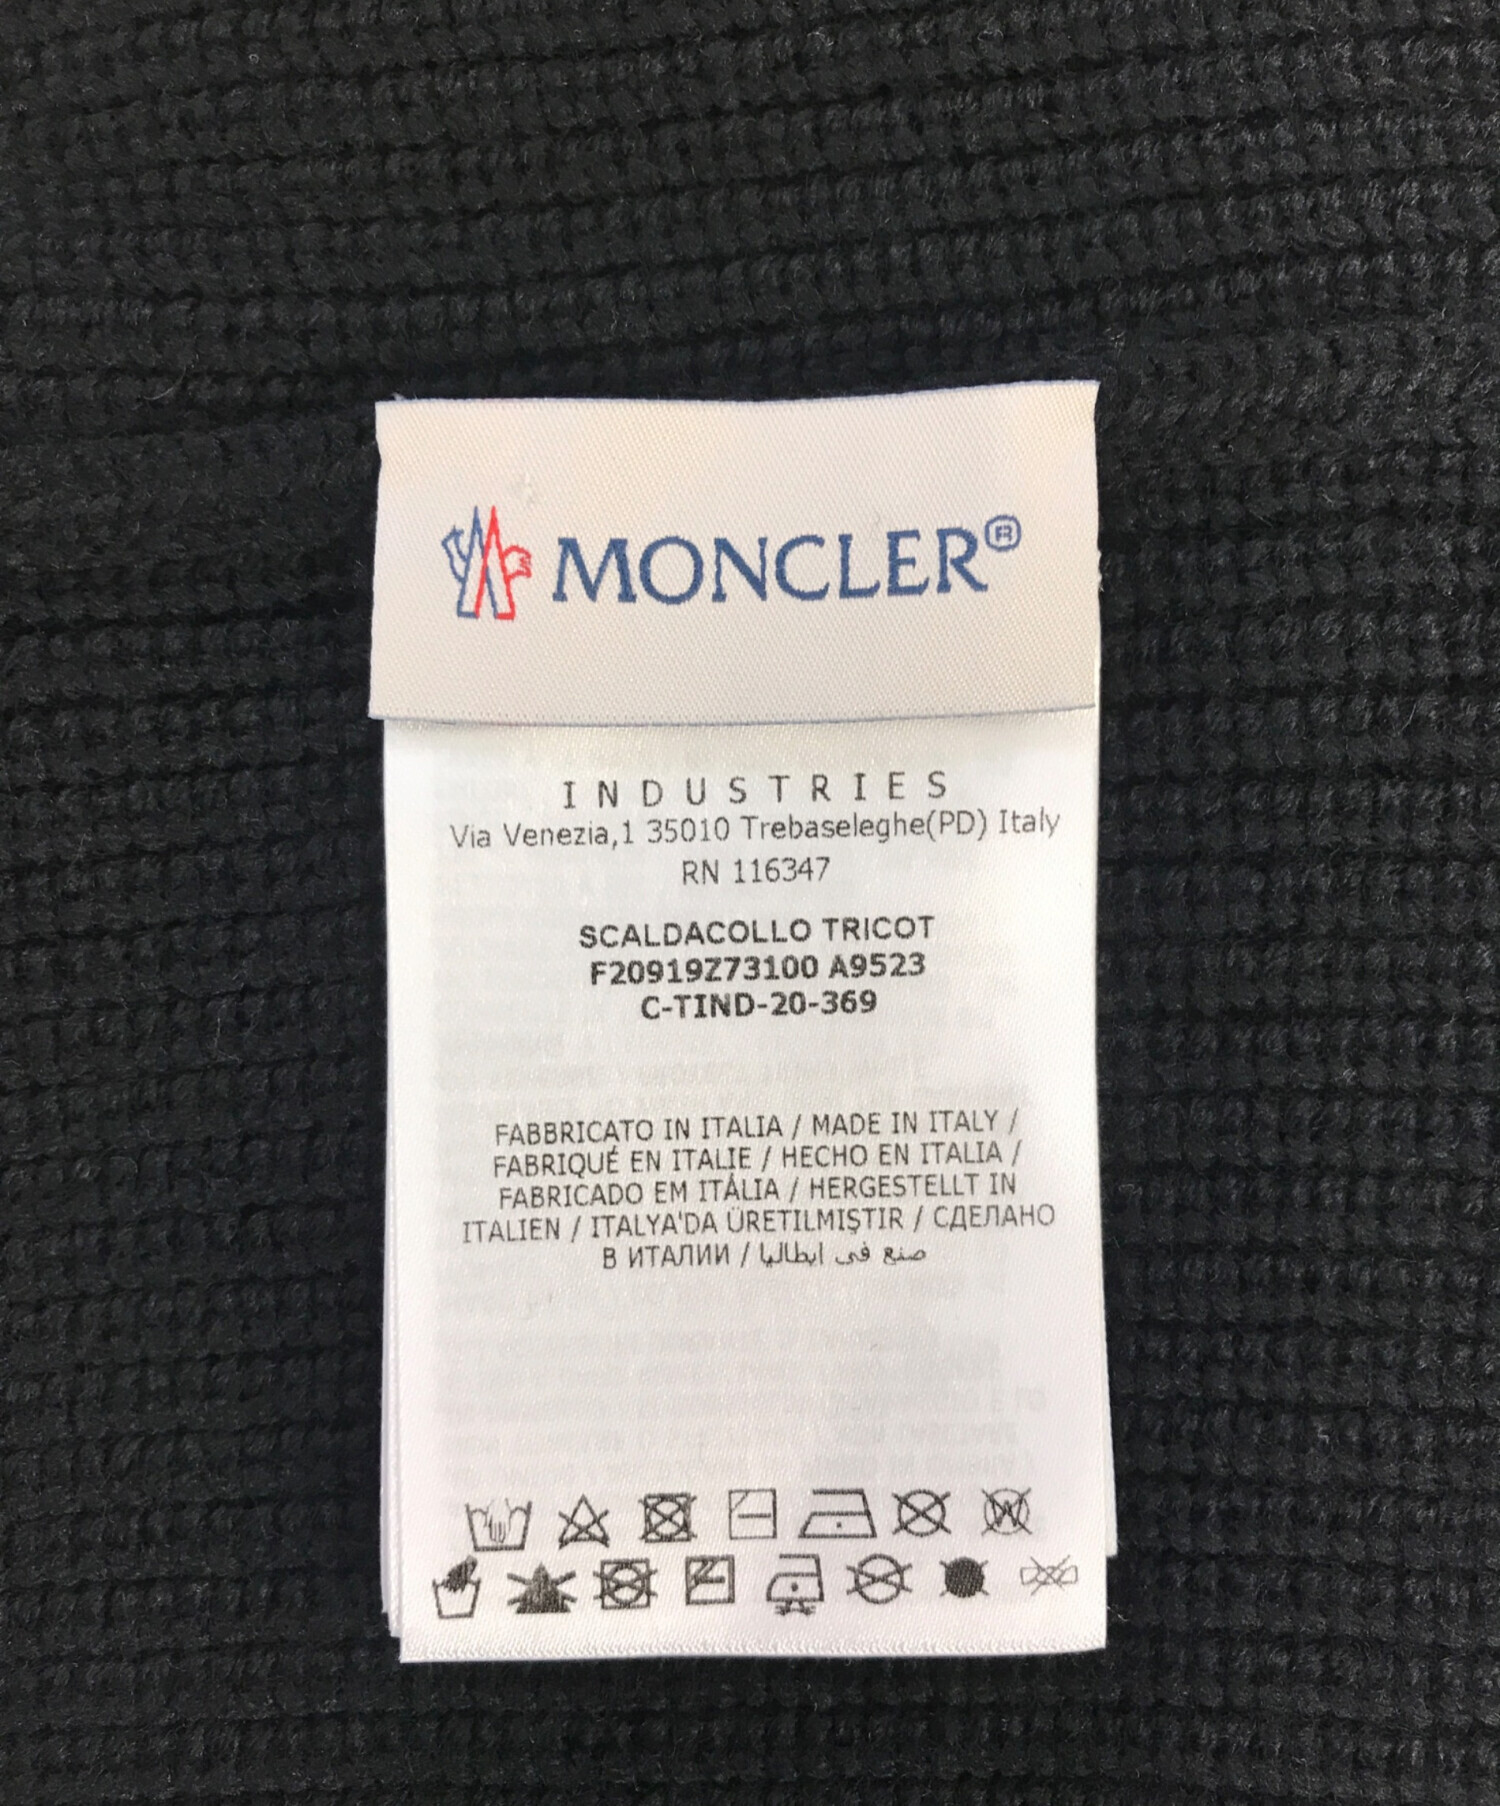 MONCLER®
INDUSTRIES
Via Venezia,1 35010 Trebaseleghe(PD) Italy
RN 116347
SCALDACOLLO TRICOT
F20919Z73100 A9523
C-TIND-20-369
FABBRICATO IN ITALIA / MADE IN ITALY /
FABRIQUÉ EN ITALIE / HECHO EN ITALIA /
FABRICADO EM ITÁLIA / HERGESTELLT IN
ITALIEN / ITALYA'DA ÜRETILMIŞTIR / СДЕЛАНО
В ИТАЛИИ / صنع في ايطاليا
W